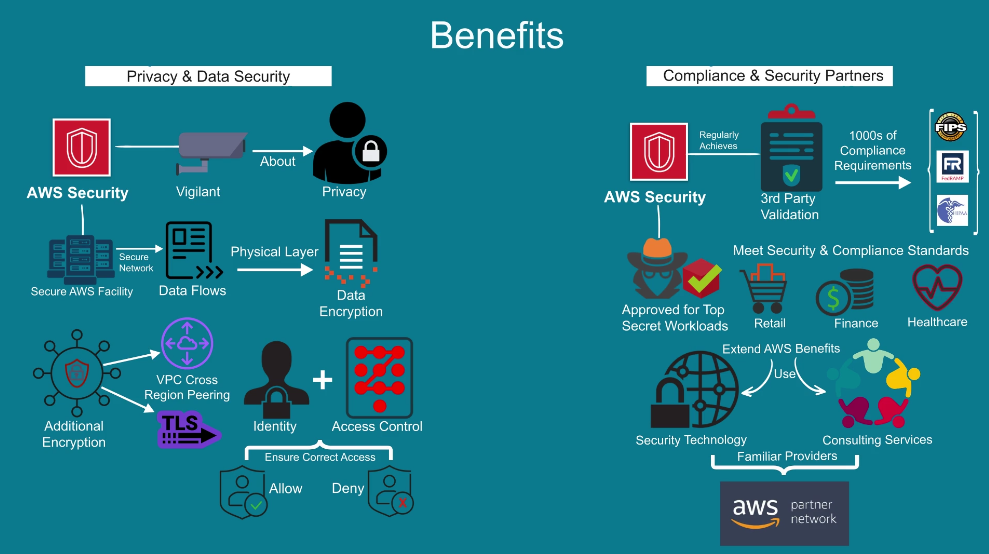 Benefits
Privacy & Data Security
AWS Security
Vigilant
About
Privacy
Secure AWS Facility
Secure
Network
Data Flows
Physical Layer
Data
Encryption
Additional
Encryption
VPC Cross
Region Peering
TLS
Identity
+
Access Control
Ensure Correct Access
Allow
Deny
Compliance & Security Partners
AWS Security
Regularly
Achieves
3rd Party
Validation
1000s of
Compliance
Requirements
FIPS
FR
FedRAMP
HIPAA
Approved for Top
Secret Workloads
Meet Security & Compliance Standards
Retail
$
Finance
Healthcare
Extend AWS Benefits
Use
Security Technology
Consulting Services
Familiar Providers
aws
partner
network